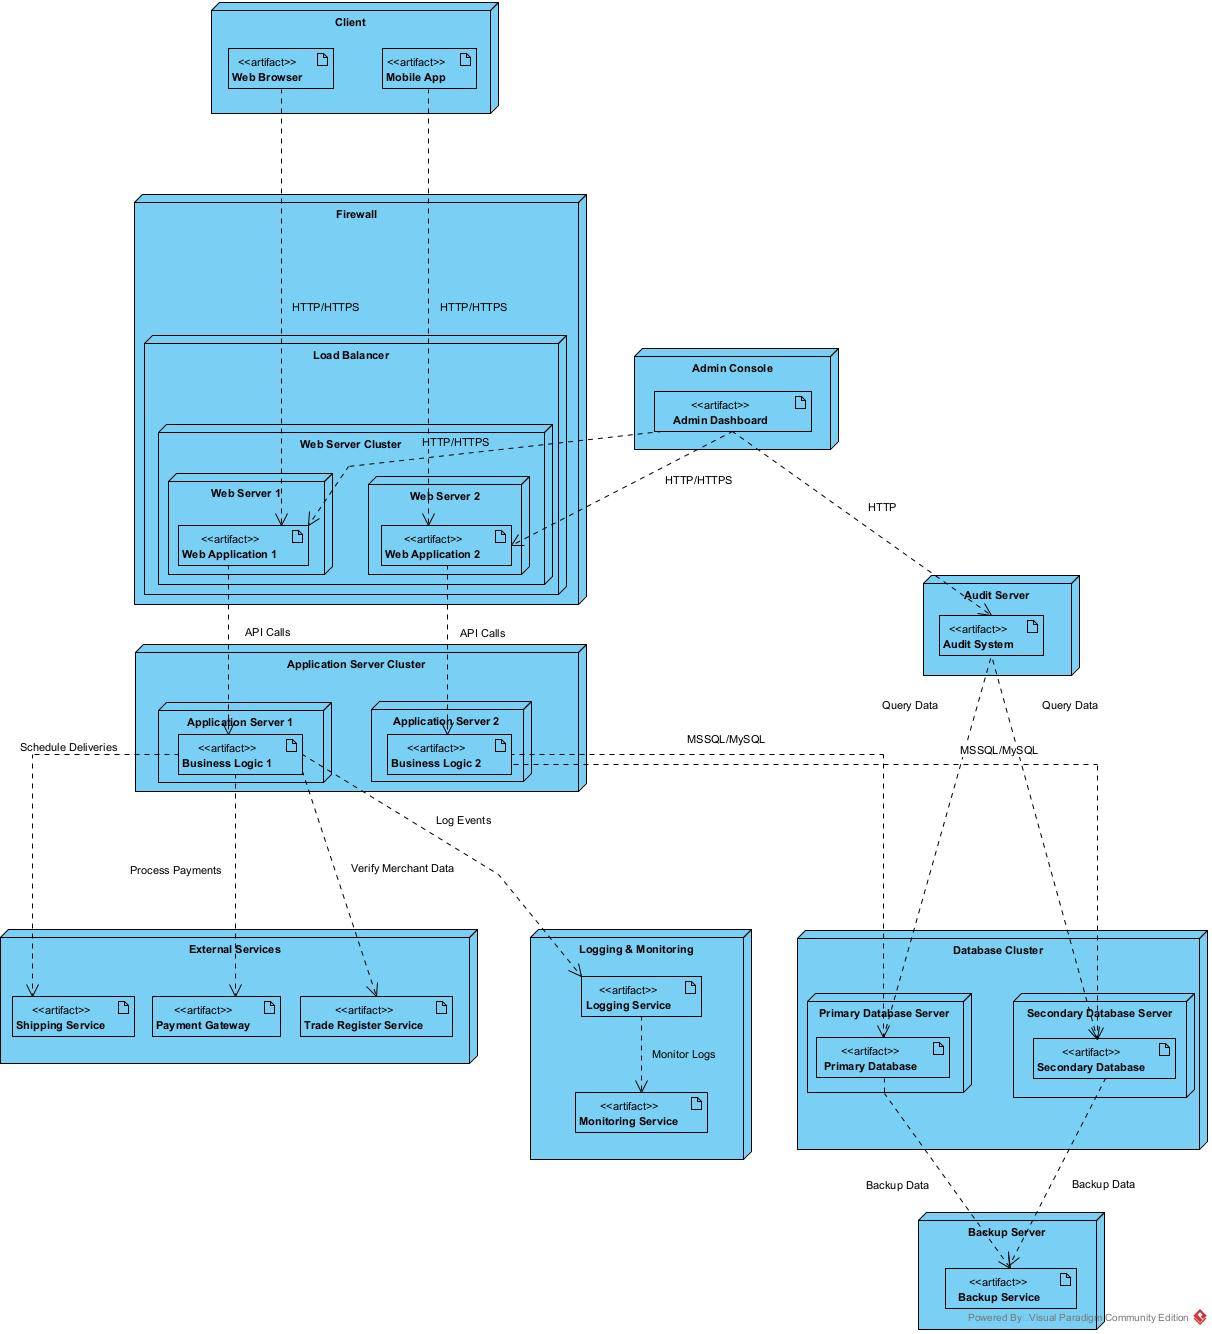 Client
<<artifact>>
Web Browser
<<artifact>>
Mobile App
Firewall
HTTP/HTTPS
HTTP/HTTPS
Load Balancer
Admin Console
<<artifact>>
Admin Dashboard
Web Server Cluster
HTTP/HTTPS
HTTP/HTTPS
Web Server 1
Web Server 2
HTTP
<<artifact>>
Web Application 1
<<artifact>>
Web Application 2
Audit Server
<<artifact>>
Audit System
API Calls
API Calls
Application Server Cluster
Query Data
Query Data
Application Server 1
Application Server 2
Schedule Deliveries
<<artifact>>
Business Logic 1
<<artifact>>
Business Logic 2
MSSQL/MySQL
MSSQL/MySQL
Log Events
Process Payments
Verify Merchant Data
External Services
Logging & Monitoring
Database Cluster
<<artifact>>
Shipping Service
<<artifact>>
Payment Gateway
<<artifact>>
Trade Register Service
<<artifact>>
Logging Service
Primary Database Server
Secondary Database Server
<<artifact>>
Primary Database
<<artifact>>
Secondary Database
Monitor Logs
<<artifact>>
Monitoring Service
Backup Data
Backup Data
Backup Server
<<artifact>>
Backup Service
Powered By Visual Paradigm Community Edition